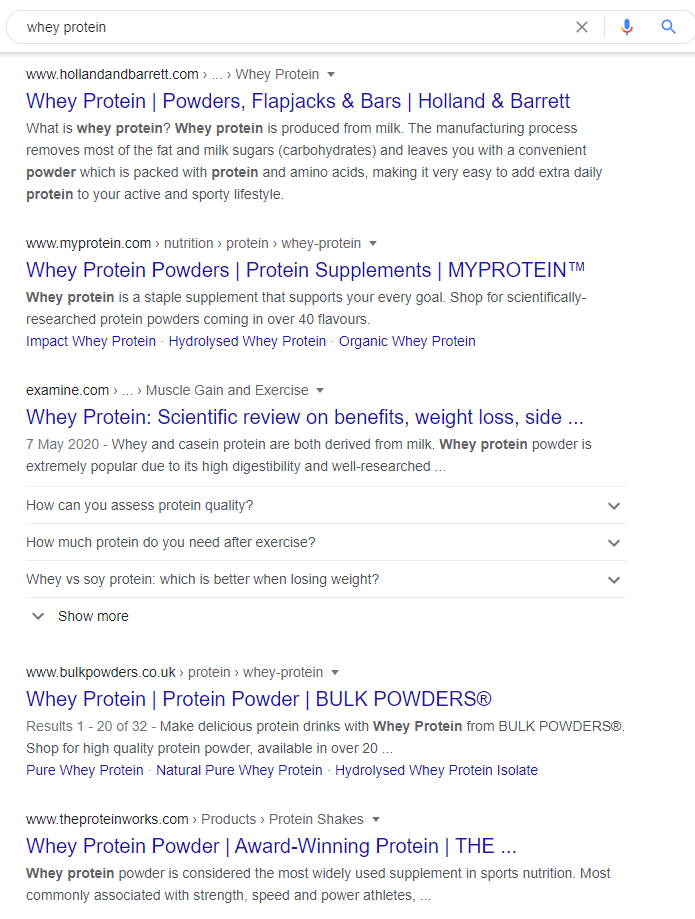 whey protein
www.hollandandbarrett.com › ... › Whey Protein
Whey Protein | Powders, Flapjacks & Bars | Holland & Barrett
What is whey protein? Whey protein is produced from milk. The manufacturing process
removes most of the fat and milk sugars (carbohydrates) and leaves you with a convenient
powder which is packed with protein and amino acids, making it very easy to add extra daily
protein to your active and sporty lifestyle.
www.myprotein.com › nutrition › protein › whey-protein
Whey Protein Powders | Protein Supplements | MYPROTEIN™
Whey protein is a staple supplement that supports your every goal. Shop for scientifically-
researched protein powders coming in over 40 flavours.
Impact Whey Protein · Hydrolysed Whey Protein · Organic Whey Protein
examine.com › ... › Muscle Gain and Exercise
Whey Protein: Scientific review on benefits, weight loss, side ...
7 May 2020 - Whey and casein protein are both derived from milk. Whey protein powder is
extremely popular due to its high digestibility and well-researched ...
How can you assess protein quality?
How much protein do you need after exercise?
Whey vs soy protein: which is better when losing weight?
Show more
www.bulkpowders.co.uk › protein › whey-protein
Whey Protein | Protein Powder | BULK POWDERS®
Results 1 - 20 of 32 - Make delicious protein drinks with Whey Protein from BULK POWDERS®.
Shop for high quality protein powder, available in over 20 ...
Pure Whey Protein · Natural Pure Whey Protein · Hydrolysed Whey Protein Isolate
www.theproteinworks.com › Products › Protein Shakes
Whey Protein Powder | Award-Winning Protein | THE ...
Whey protein powder is considered the most widely used supplement in sports nutrition. Most
commonly associated with strength, speed and power athletes, ...